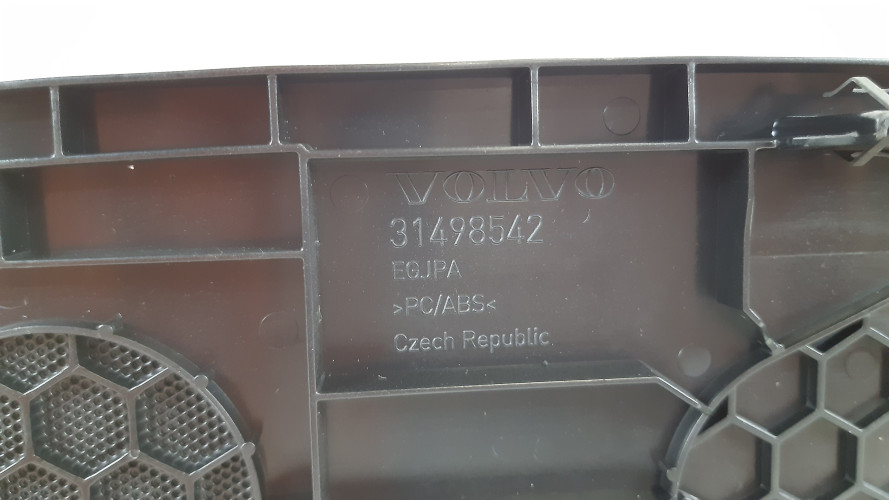 VOLVO
31498542
EGJPA
>PC/ABS<
Czech Republic